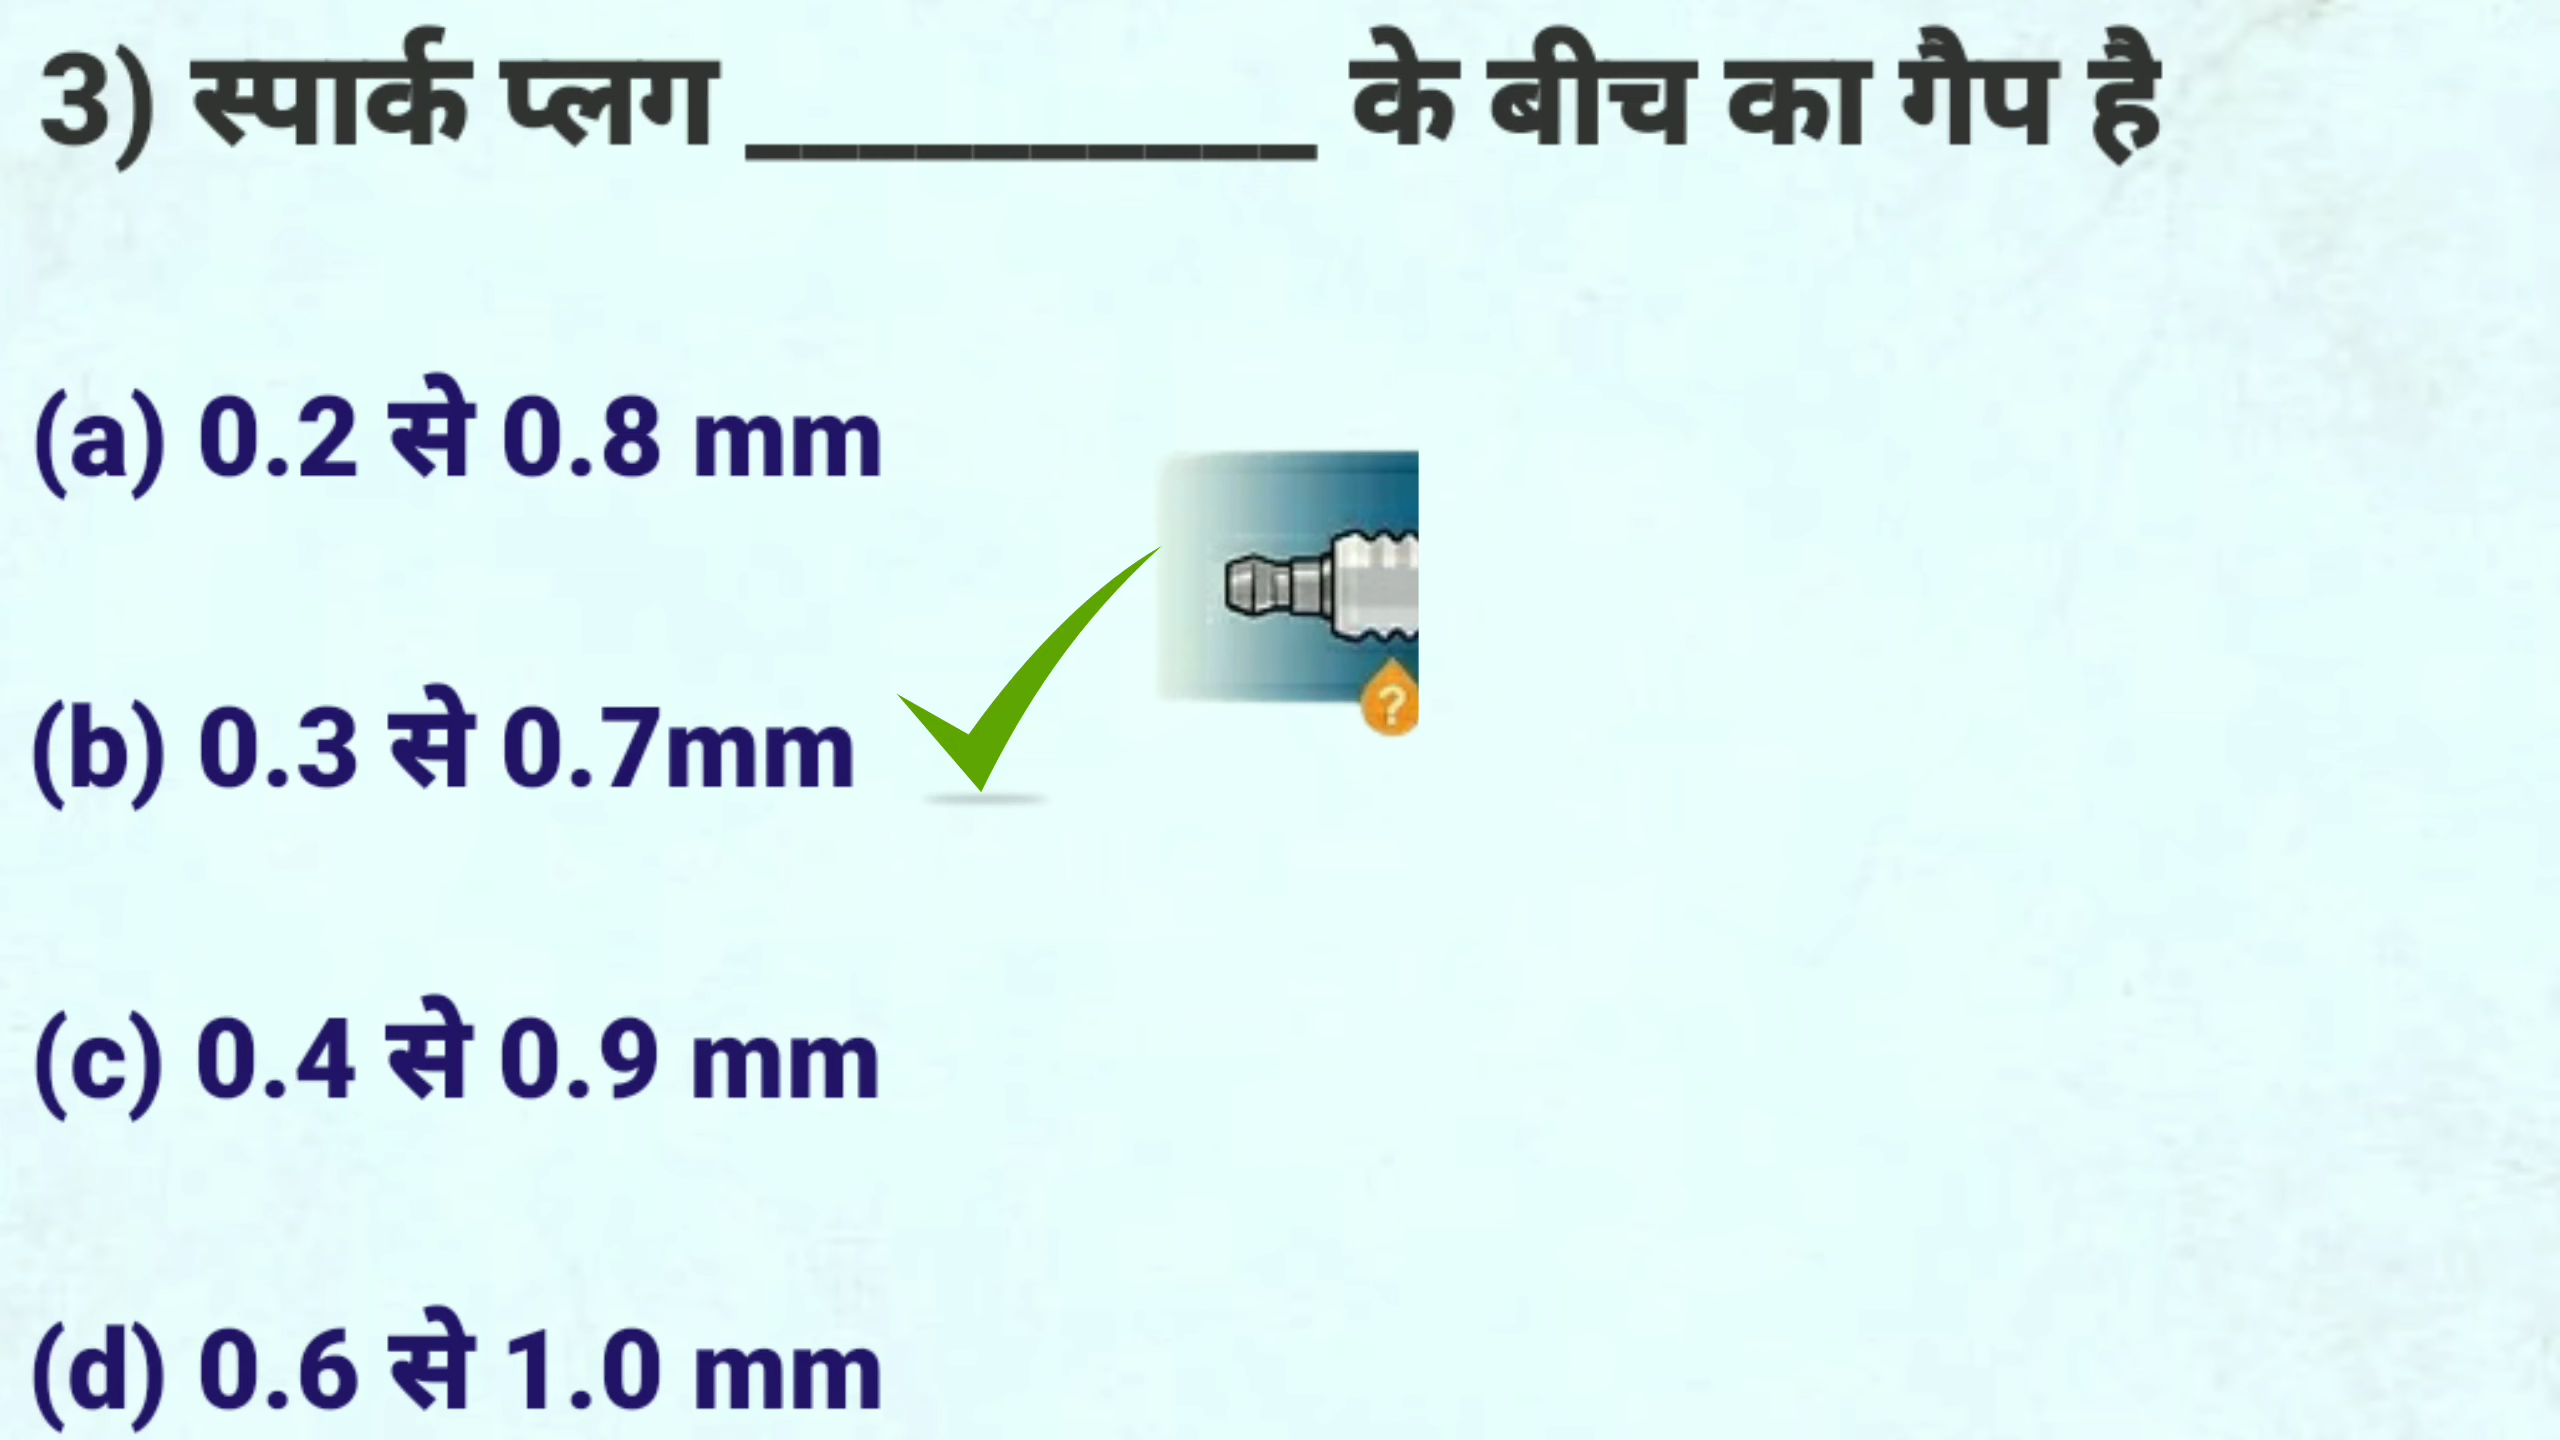 3) स्पार्क प्लग __________ के बीच का गैप है
(a) 0.2 से 0.8 mm
(b) 0.3 से 0.7mm
?
(c) 0.4 से 0.9 mm
(d) 0.6 से 1.0 mm